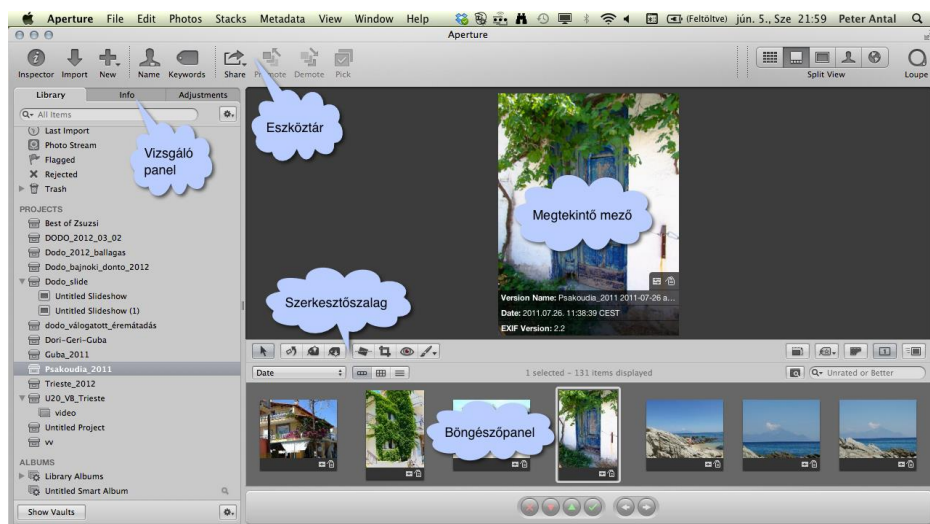 Aperture File Edit Photos Stacks Metadata View Window Help (Feltöltve) jún. 5., Sze 21:59 Peter Antal
Aperture
Inspector Import New Name Keywords Share Promote Demote Pick Split View Loupe
Library Info Adjustments
All Items
Last Import
Photo Stream
Flagged
Rejected
Trash
PROJECTS
Best of Zsuzsi
DODO_2012_03_02
Dodo_2012_ballagas
Dodo_bajnoki_donto_2012
Dodo_slide
Untitled Slideshow
Untitled Slideshow (1)
dodo_válogatott_éremátadás
Dori-Geri-Guba
Guba_2011
Psakoudia_2011
Trieste_2012
U20_VB_Trieste
video
Untitled Project
vv
ALBUMS
Library Albums
Untitled Smart Album
Show Vaults
Vizsgáló
panel
Eszköztár
Megtekintő mező
Szerkesztőszalag
Version Name: Psakoudia_2011 2011-07-26 a...
Date: 2011.07.26. 11:38:39 CEST
EXIF Version: 2.2
Date 1 selected – 131 items displayed Unrated or Better
Böngészőpanel